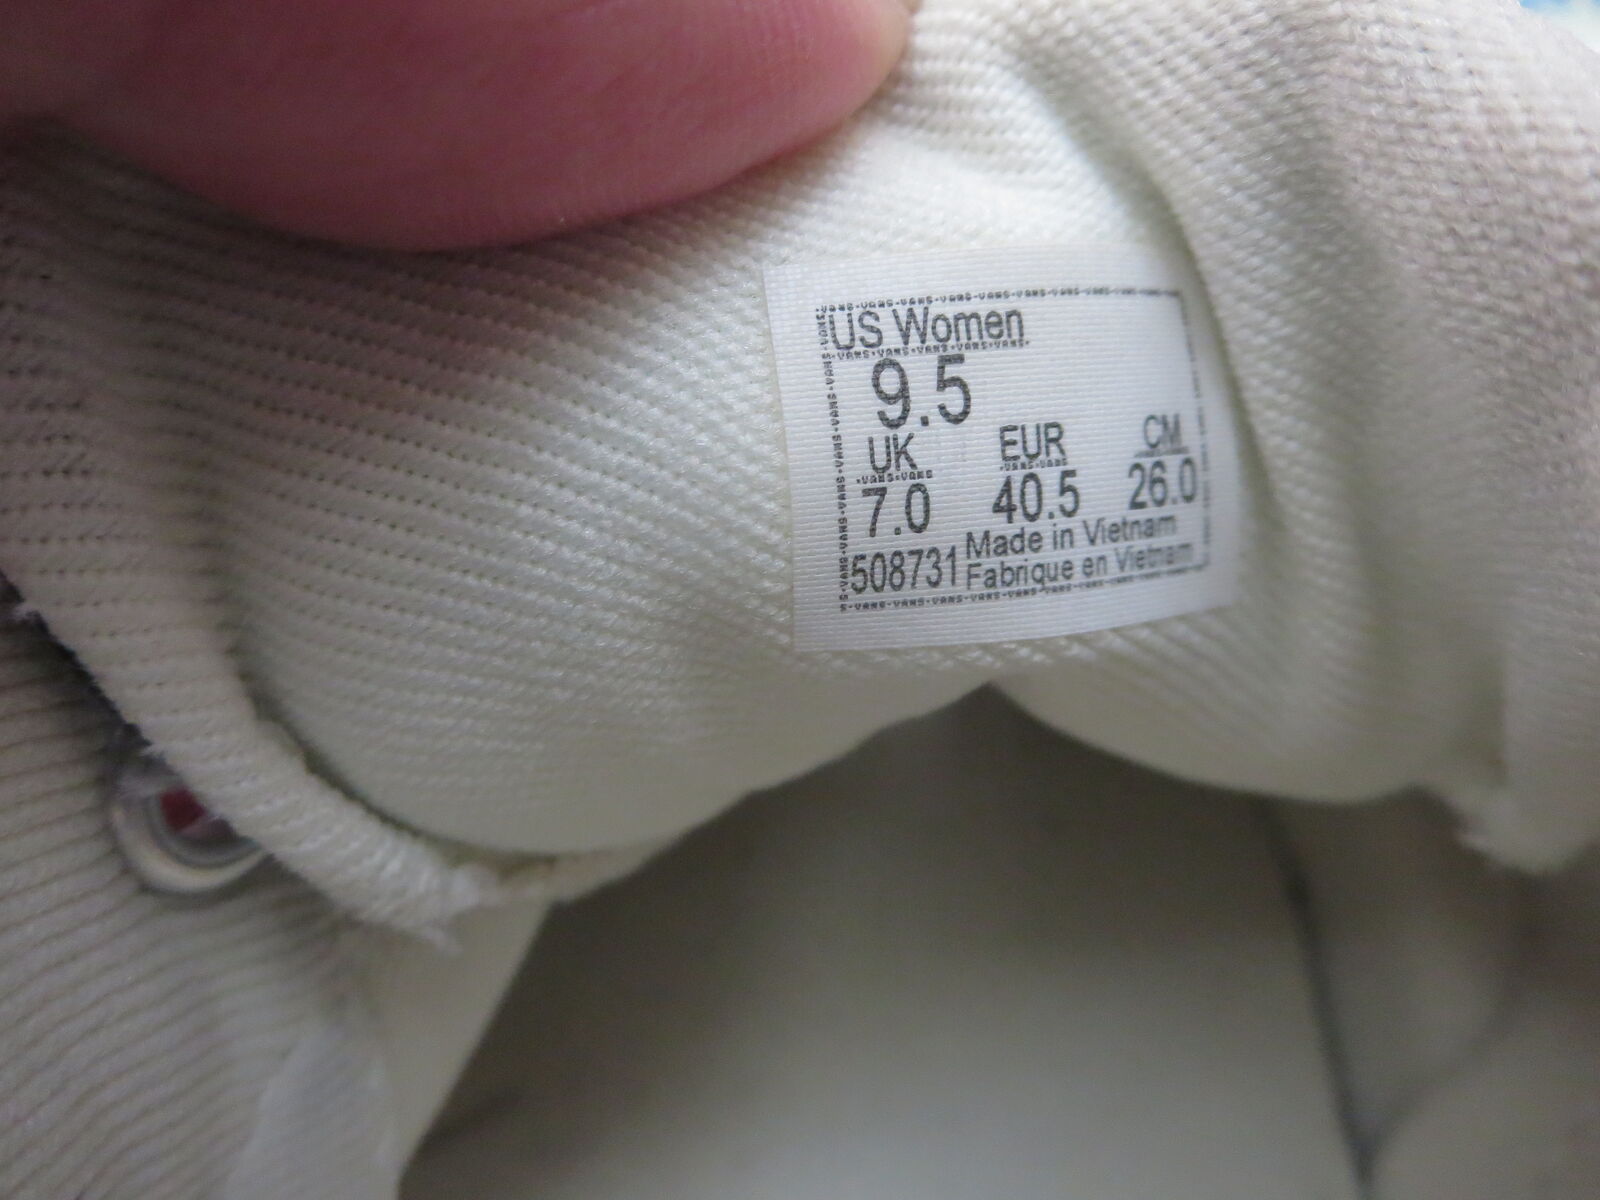 US Women
9.5
UK EUR CM
7.0 40.5 26.0
508731 Made in Vietnam
Fabrique en Vietnam